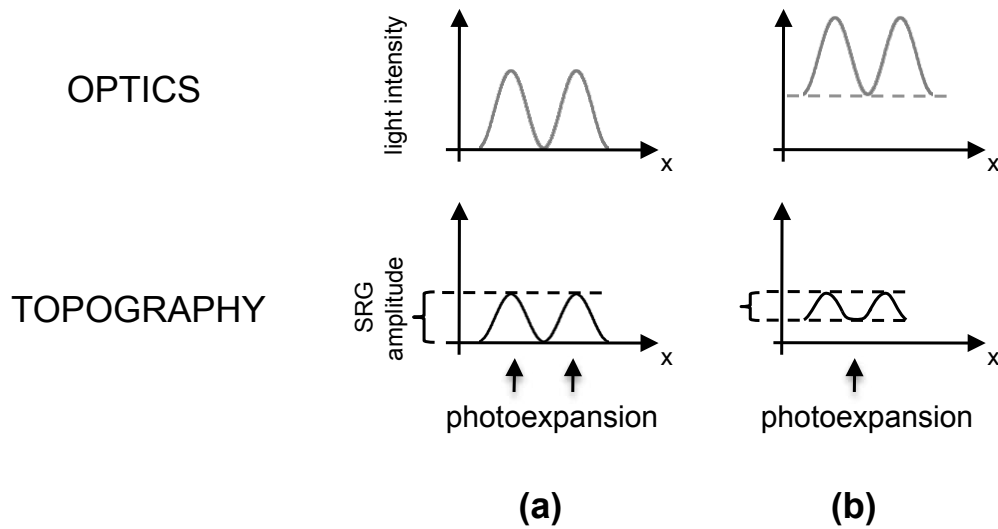 OPTICS
light intensity
x
x
TOPOGRAPHY
SRG
amplitude
x
x
photoexpansion
photoexpansion
(a)
(b)